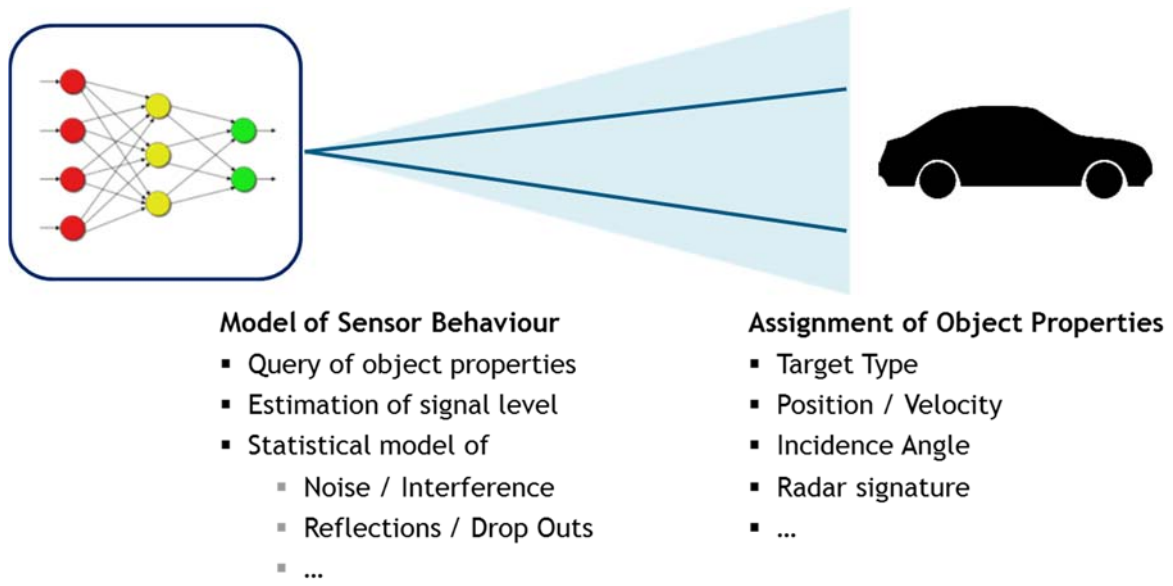 Model of Sensor Behaviour
▪ Query of object properties
▪ Estimation of signal level
▪ Statistical model of
▪ Noise / Interference
▪ Reflections / Drop Outs
▪ ...
Assignment of Object Properties
▪ Target Type
▪ Position / Velocity
▪ Incidence Angle
▪ Radar signature
▪ ...